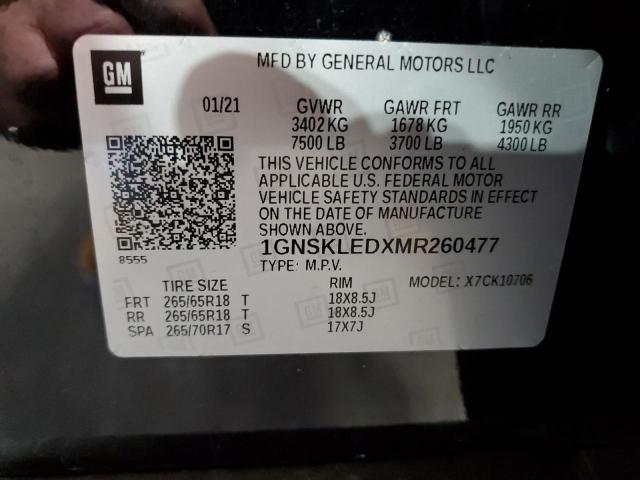 GM
MFD BY GENERAL MOTORS LLC
01/21 GVWR GAWR FRT GAWR RR
3402 KG 1678 KG 1950 KG
7500 LB 3700 LB 4300 LB
THIS VEHICLE CONFORMS TO ALL
APPLICABLE U.S. FEDERAL MOTOR
VEHICLE SAFETY STANDARDS IN EFFECT
ON THE DATE OF MANUFACTURE
SHOWN ABOVE.
1GNSKLEDXMR260477
8555
TYPE: M.P.V.
TIRE SIZE RIM MODEL: X7CK10706
FRT 265/65R18 T 18X8.5J
RR 265/65R18 T 18X8.5J
SPA 265/70R17 S 17X7J